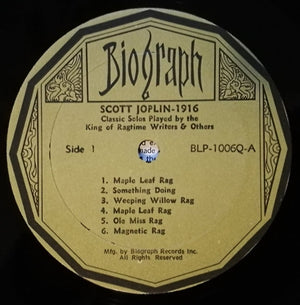 Biograph
SCOTT JOPLIN-1916
Classic Solos Played by the
King of Ragtime Writers & Others
Side 1
BLP-1006Q-A
made
the
1. Maple Leaf Rag
2. Something Doing
3. Weeping Willow Rag
4. Maple Leaf Rag
5. Ole Miss Rag
6. Magnetic Rag
Mfg. by Biograph Records Inc.
All Rights Reserved